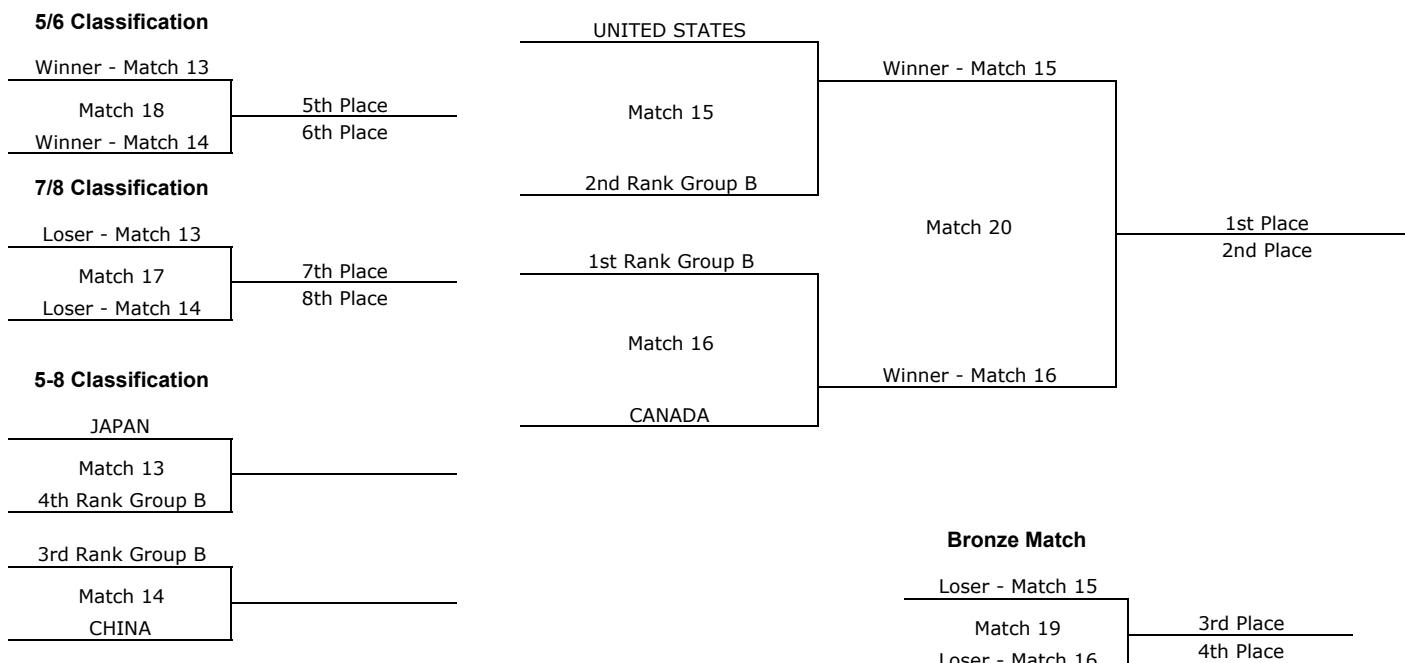 5/6 Classification
Winner - Match 13
Match 18
Winner - Match 14
5th Place
6th Place
7/8 Classification
Loser - Match 13
Match 17
Loser - Match 14
7th Place
8th Place
5-8 Classification
JAPAN
Match 13
4th Rank Group B
3rd Rank Group B
Match 14
CHINA
UNITED STATES
Match 15
2nd Rank Group B
1st Rank Group B
Match 16
CANADA
Winner - Match 15
Match 20
Winner - Match 16
1st Place
2nd Place
Bronze Match
Loser - Match 15
Match 19
Loser - Match 16
3rd Place
4th Place